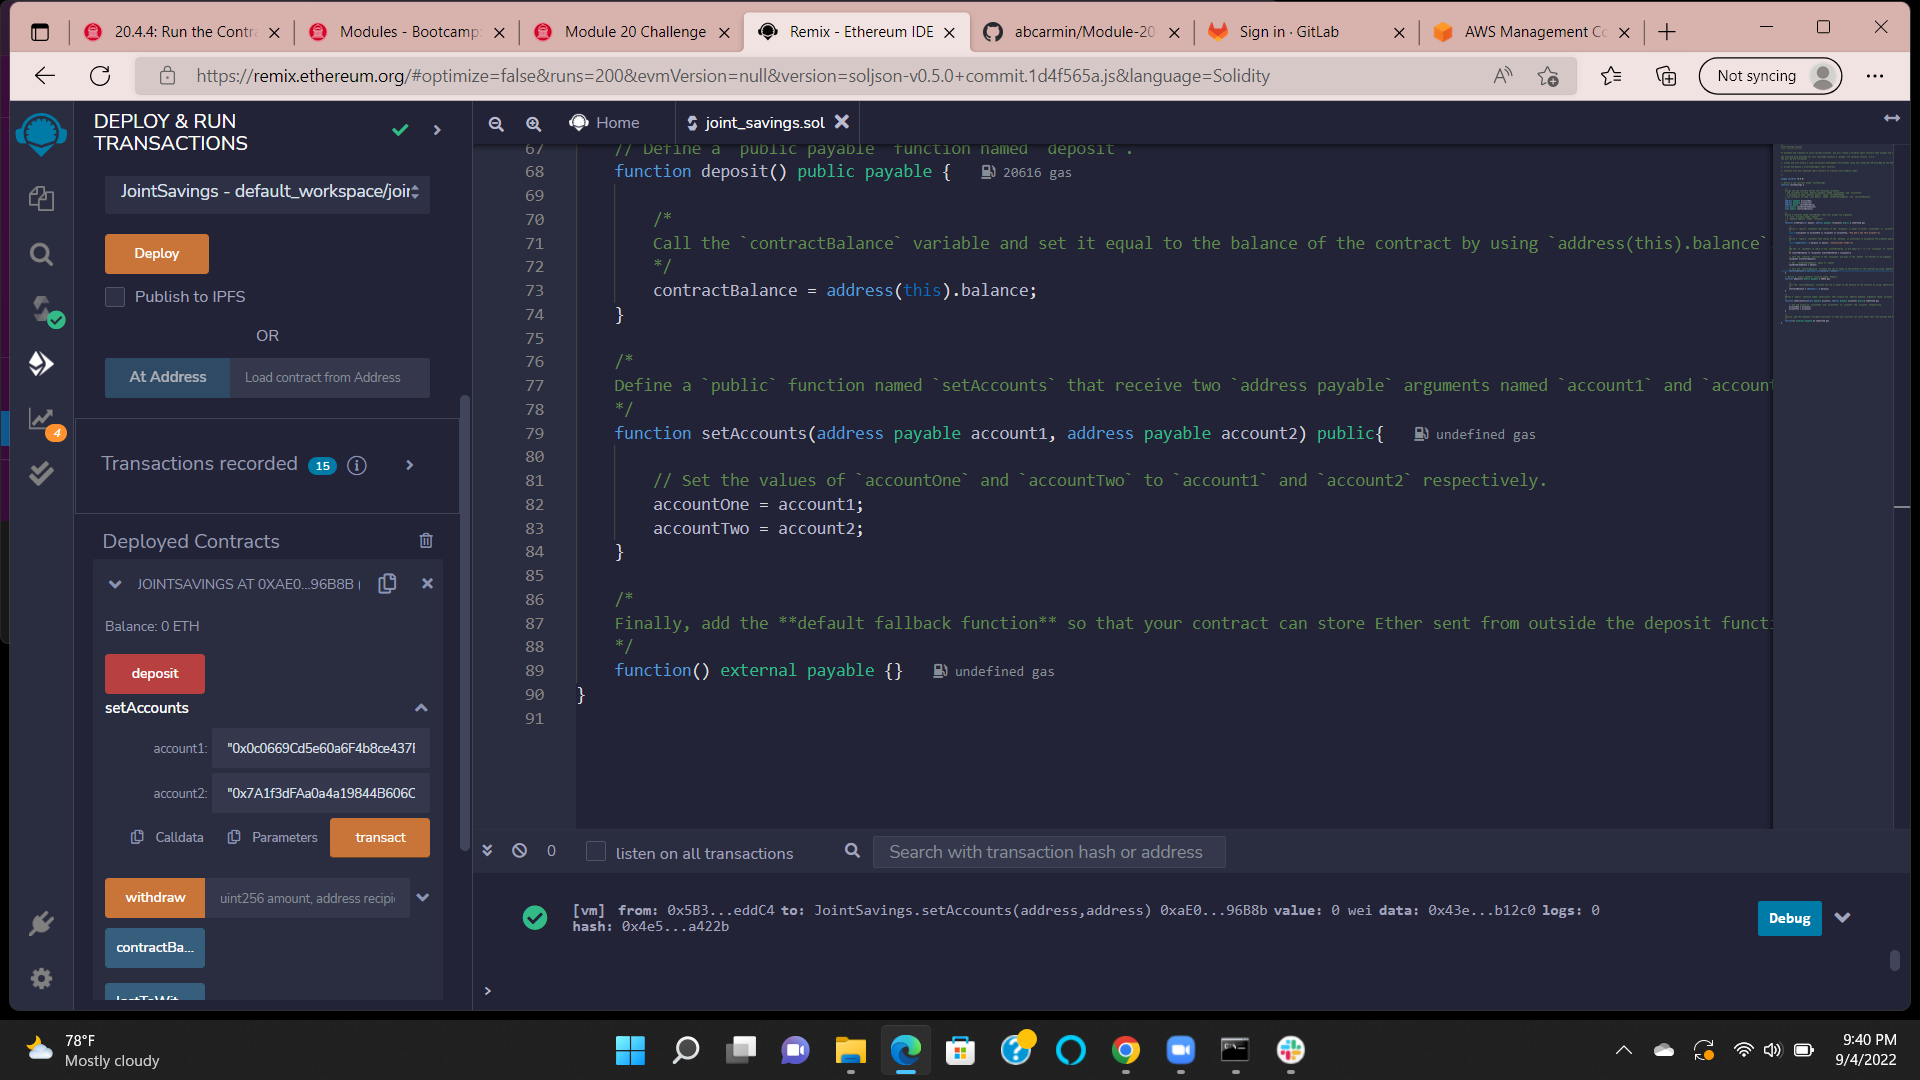 20.4.4: Run the Contra
Modules - Bootcamp:
Module 20 Challenge
Remix - Ethereum IDE
abcarmin/Module-20
Sign in · GitLab
AWS Management Co
https://remix.ethereum.org/#optimize=false&runs=200&evmVersion=null&version=soljson-v0.5.0+commit.1d4f565a.js&language=Solidity
Not syncing
DEPLOY & RUN
TRANSACTIONS
JointSavings - default_workspace/join
Deploy
Publish to IPFS
OR
At Address
Load contract from Address
4
Transactions recorded 15
Deployed Contracts
JOINTSAVINGS AT 0XAE0...96B8B (
Balance: 0 ETH
deposit
setAccounts
account1: "0x0c0669Cd5e60a6F4b8ce437E
account2: "0x7A1f3dFAa0a4a19844B606C
Calldata
Parameters
transact
withdraw
uint256 amount, address recipie
contractBa...
lastToWit...
Home
joint_savings.sol
67 // Define a `public payable` function named `deposit`.
68 function deposit() public payable { 20616 gas
69
70 /*
71 Call the `contractBalance` variable and set it equal to the balance of the contract by using `address(this).balance`
72 */
73 contractBalance = address(this).balance;
74 }
75
76 /*
77 Define a `public` function named `setAccounts` that receive two `address payable` arguments named `account1` and `account
78 */
79 function setAccounts(address payable account1, address payable account2) public{ undefined gas
80
81 // Set the values of `accountOne` and `accountTwo` to `account1` and `account2` respectively.
82 accountOne = account1;
83 accountTwo = account2;
84 }
85
86 /*
87 Finally, add the **default fallback function** so that your contract can store Ether sent from outside the deposit functi
88 */
89 function() external payable {} undefined gas
90 }
91
0
listen on all transactions
Search with transaction hash or address
[vm] from: 0x5B3...eddC4 to: JointSavings.setAccounts(address,address) 0xaE0...96B8b value: 0 wei data: 0x43e...b12c0 logs: 0
hash: 0x4e5...a422b
Debug
>
78°F
Mostly cloudy
9:40 PM
9/4/2022